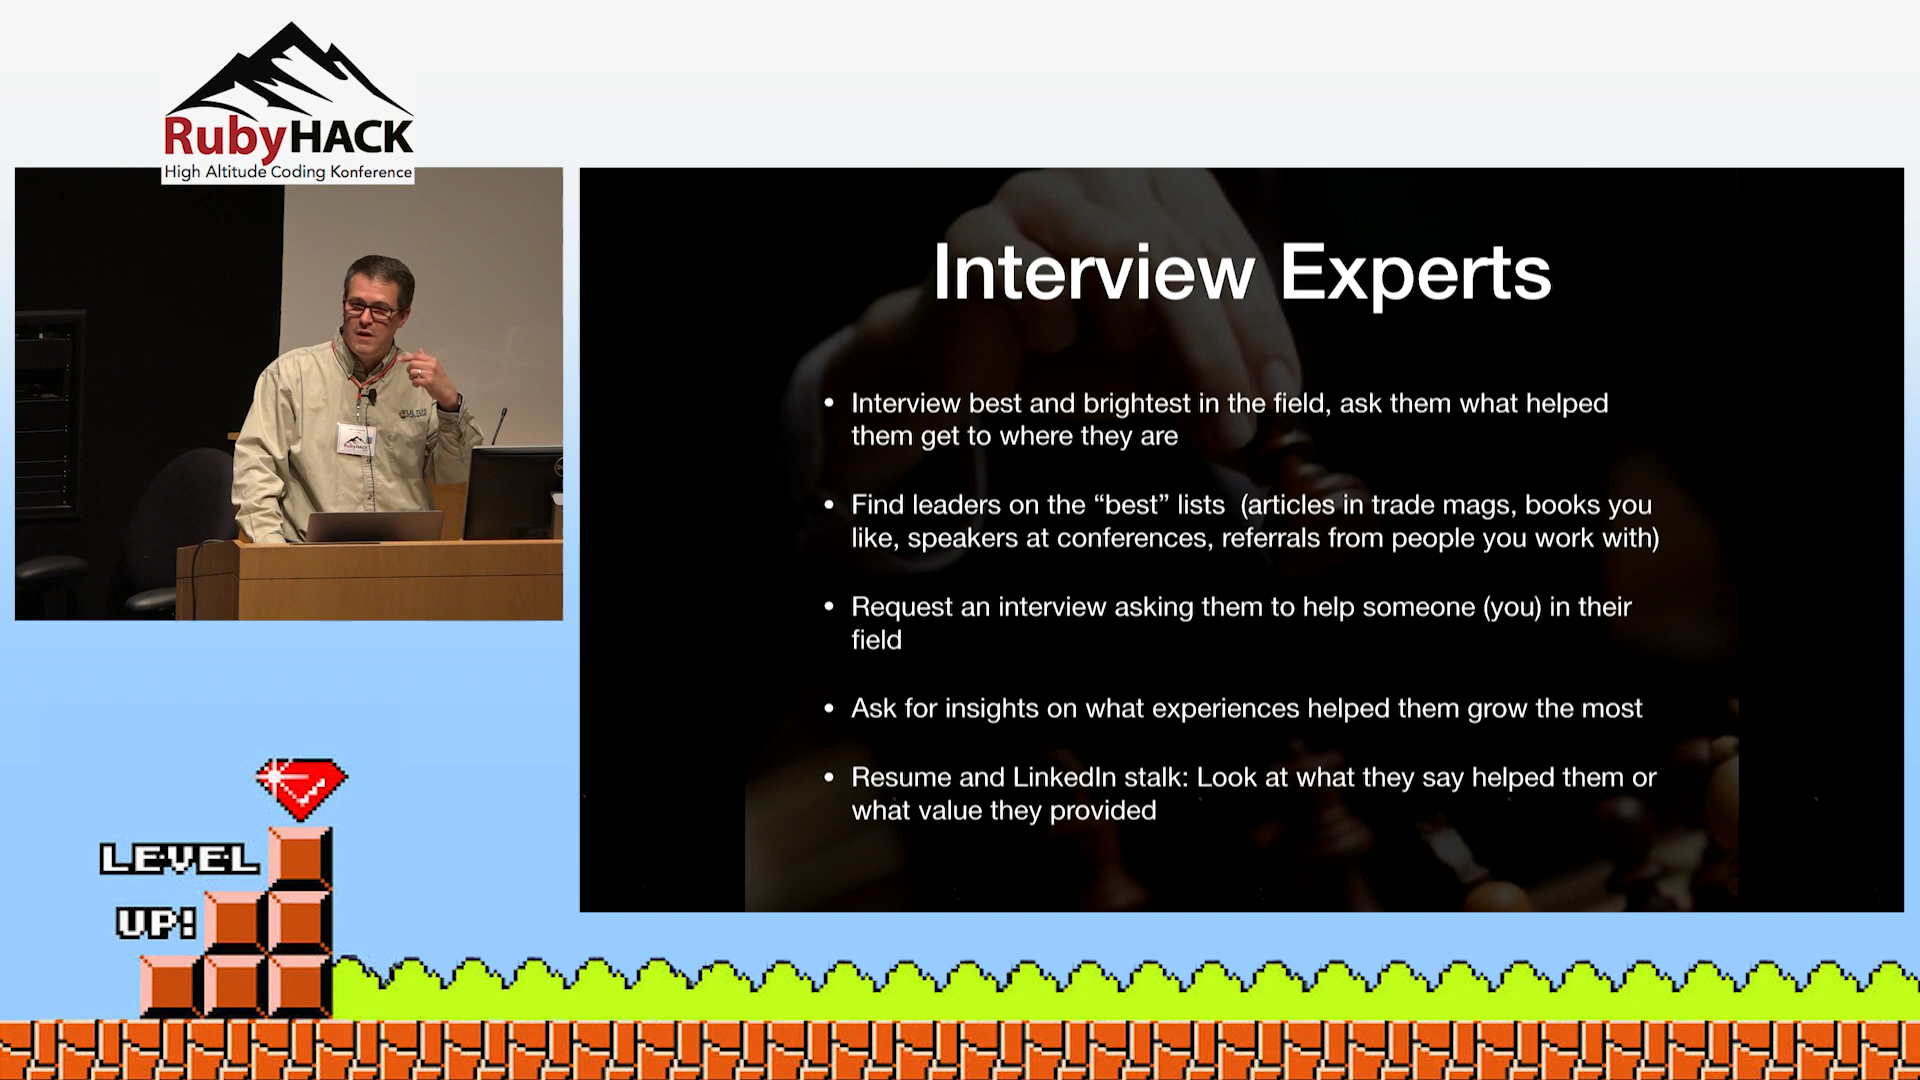 RubyHACK
High Altitude Coding Konference
VULTUS
RubyHACK
Interview Experts
• Interview best and brightest in the field, ask them what helped
them get to where they are
• Find leaders on the “best” lists (articles in trade mags, books you
like, speakers at conferences, referrals from people you work with)
• Request an interview asking them to help someone (you) in their
field
• Ask for insights on what experiences helped them grow the most
• Resume and LinkedIn stalk: Look at what they say helped them or
what value they provided
LEVEL
UP!